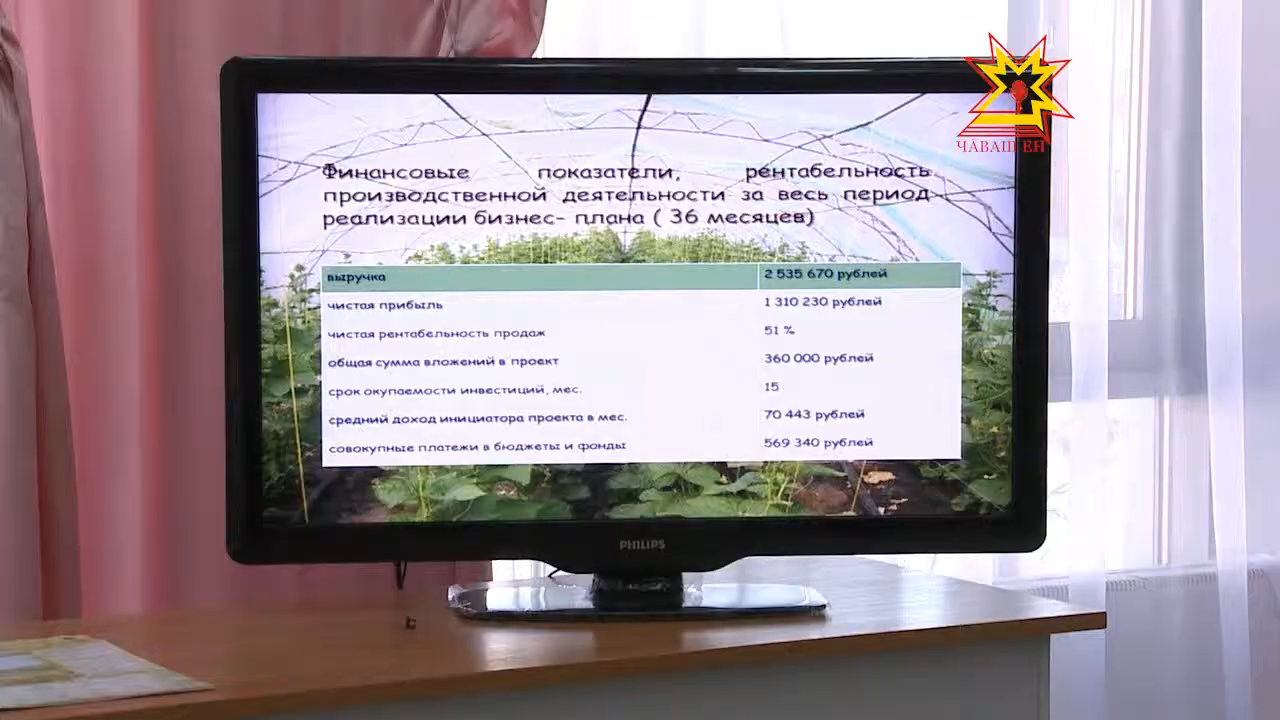 ЧӐВАШ ЕН
Финансовые показатели, рентабельность
производственной деятельности за весь период
реализации бизнес- плана ( 36 месяцев)
выручка 2 535 670 рублей
чистая прибыль 1 310 230 рублей
чистая рентабельность продаж 51 %
общая сумма вложений в проект 360 000 рублей
срок окупаемости инвестиций, мес. 15
средний доход инициатора проекта в мес. 70 443 рублей
совокупные платежи в бюджеты и фонды 569 340 рублей
PHILIPS